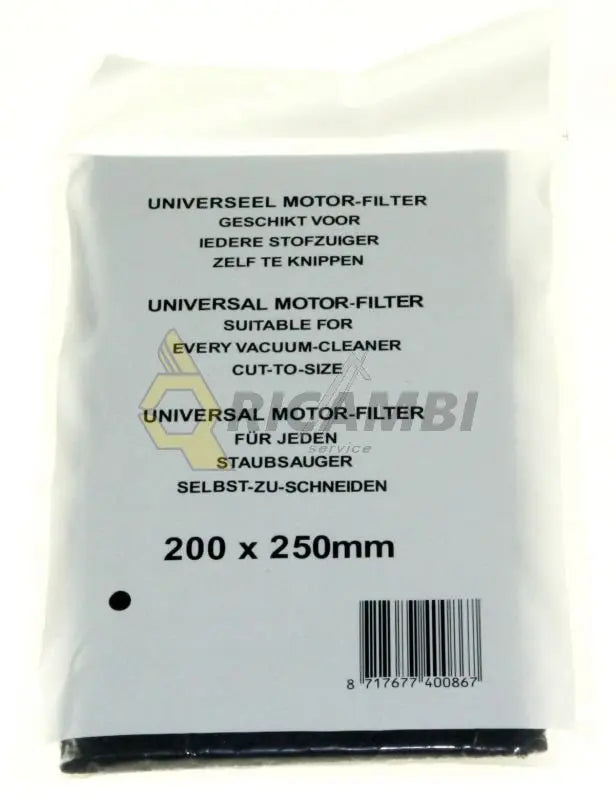 UNIVERSEEL MOTOR-FILTER
GESCHIKT VOOR
IEDERE STOFZUIGER
ZELF TE KNIPPEN
UNIVERSAL MOTOR-FILTER
SUITABLE FOR
EVERY VACUUM-CLEANER
CUT-TO-SIZE
UNIVERSAL MOTOR-FILTER
RICAMBI
service
FÜR JEDEN
STAUBSAUGER
SELBST-ZU-SCHNEIDEN
200 x 250mm
8 717677 400867